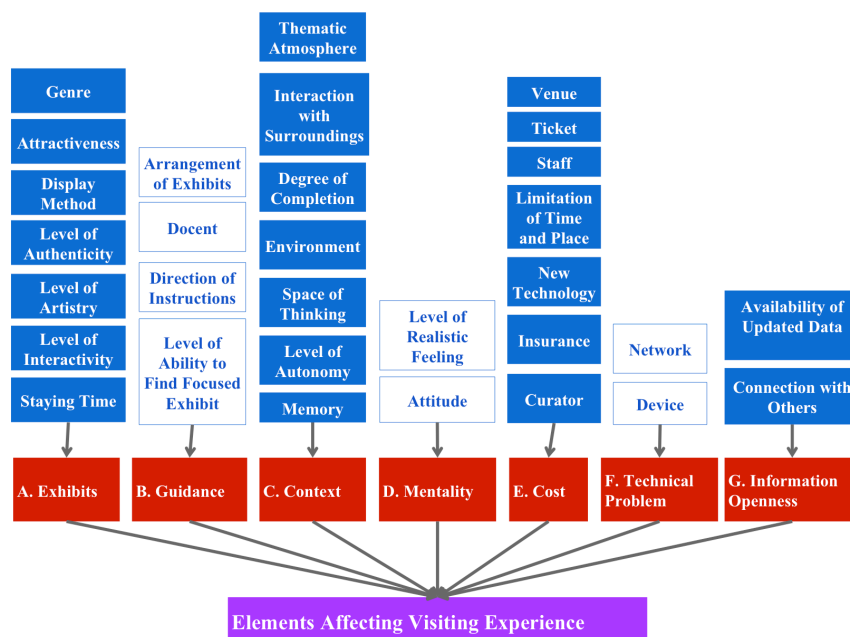 Genre
Attractiveness
Display
Method
Level of
Authenticity
Level of
Artistry
Level of
Interactivity
Staying Time
A. Exhibits
Arrangement
of Exhibits
Docent
Direction of
Instructions
Level of
Ability to
Find Focused
Exhibit
B. Guidance
Thematic
Atmosphere
Interaction
with
Surroundings
Degree of
Completion
Environment
Space of
Thinking
Level of
Autonomy
Memory
C. Context
Level of
Realistic
Feeling
Attitude
D. Mentality
Venue
Ticket
Staff
Limitation
of Time
and Place
New
Technology
Insurance
Curator
E. Cost
Network
Device
F. Technical
Problem
Availability of
Updated Data
Connection with
Others
G. Information
Openness
Elements Affecting Visiting Experience